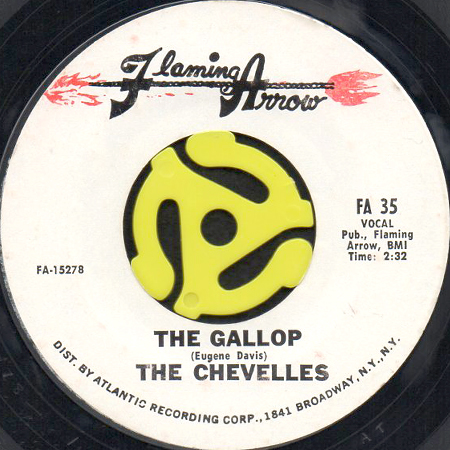 Flaming
Arrow
FA 35
VOCAL
Pub., Flaming
Arrow, BMI
Time: 2:32
FA-15278
THE GALLOP
(Eugene Davis)
THE CHEVELLES
DIST. BY ATLANTIC RECORDING CORP., 1841 BROADWAY, N.Y., N.Y.